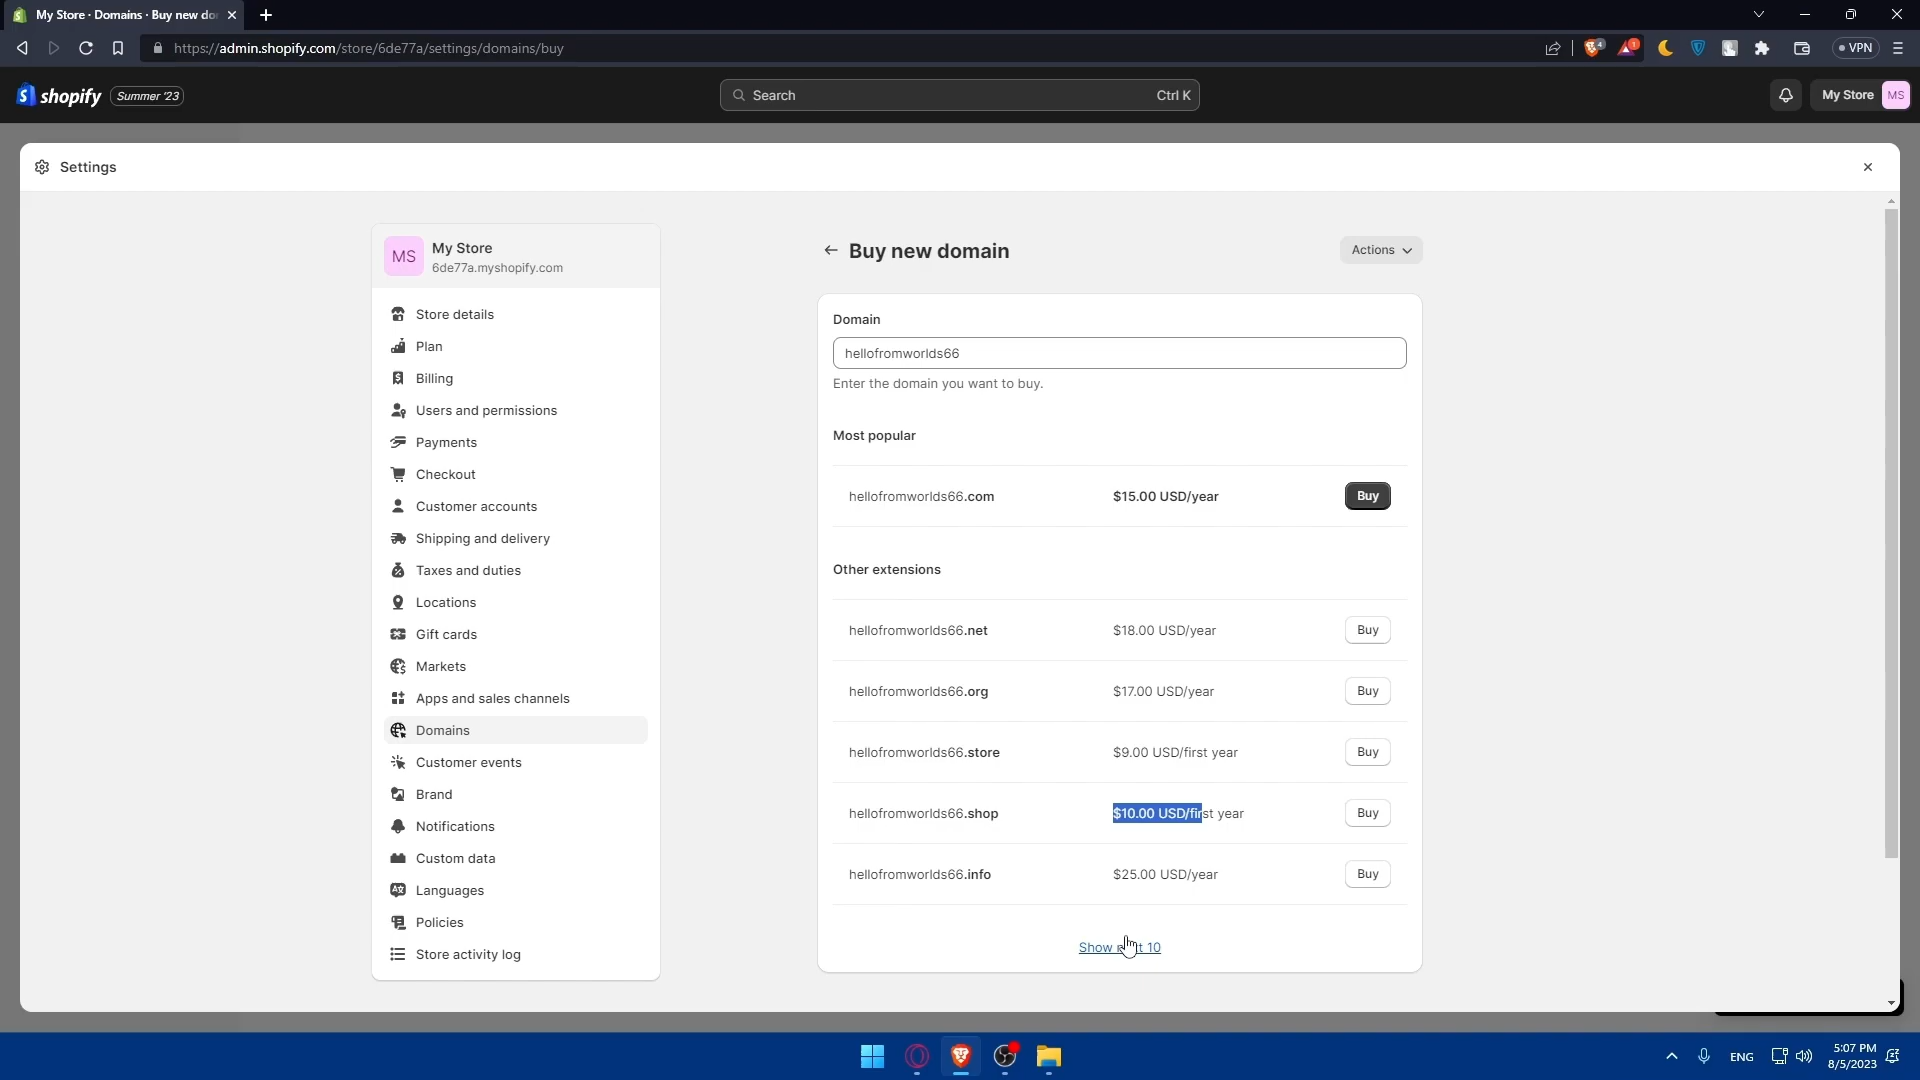 My Store · Domains · Buy new do
https://admin.shopify.com/store/6de77a/settings/domains/buy
4
1
VPN
shopify
Summer '23
Search
Ctrl K
My Store
MS
Settings
MS
My Store
6de77a.myshopify.com
Store details
Plan
Billing
Users and permissions
Payments
Checkout
Customer accounts
Shipping and delivery
Taxes and duties
Locations
Gift cards
Markets
Apps and sales channels
Domains
Customer events
Brand
Notifications
Custom data
Languages
Policies
Store activity log
Buy new domain
Actions
Domain
hellofromworlds66
Enter the domain you want to buy.
Most popular
hellofromworlds66.com $15.00 USD/year Buy
Other extensions
hellofromworlds66.net $18.00 USD/year Buy
hellofromworlds66.org $17.00 USD/year Buy
hellofromworlds66.store $9.00 USD/first year Buy
hellofromworlds66.shop $10.00 USD/first year Buy
hellofromworlds66.info $25.00 USD/year Buy
Show 10
ENG
5:07 PM
8/5/2023